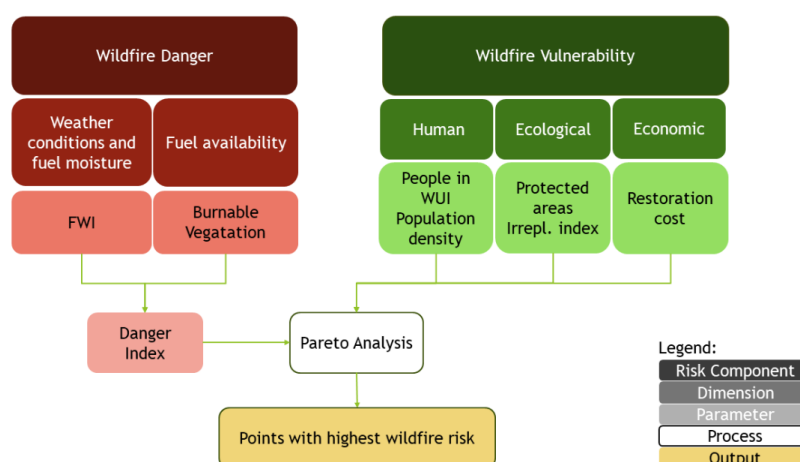 Wildfire Danger
Wildfire Vulnerability
Weather
conditions and
fuel moisture
Fuel availability
Human
Ecological
Economic
FWI
Burnable
Vegatation
People in
WUI
Population
density
Protected
areas
Irrepl. index
Restoration
cost
Danger
Index
Pareto Analysis
Points with highest wildfire risk
Legend:
Risk Component
Dimension
Parameter
Process
Output